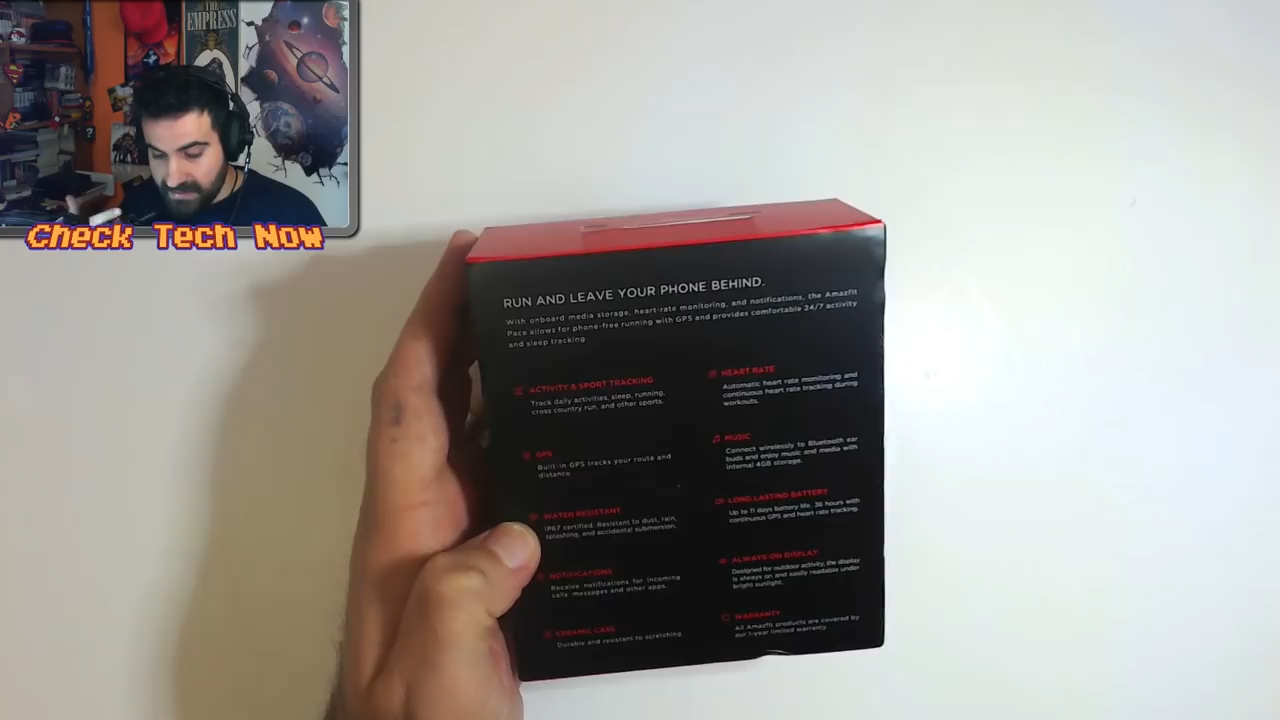 THE
EMPRESS
Check Tech Now
RUN AND LEAVE YOUR PHONE BEHIND.
With onboard media storage, heart-rate monitoring, and notifications, the Amazfit
Pace allows for phone-free running with GPS and provides comfortable 24/7 activity
and sleep tracking
ACTIVITY & SPORT TRACKING
Track daily activities, sleep, running,
cross country run, and other sports.
GPS
Built-in GPS tracks your route and
distance.
WATER RESISTANT
IP67 certified. Resistant to dust, rain,
splashing, and accidental submersion.
NOTIFICATIONS
Receive notifications for incoming
calls messages and other apps.
CERAMIC CASE
Durable and resistant to scratching.
HEART RATE
Automatic heart rate monitoring and
continuous heart rate tracking during
workouts.
MUSIC
Connect wirelessly to Bluetooth ear
buds and enjoy music and media with
internal 4GB storage.
LONG LASTING BATTERY
Up to 11 days battery life. 36 hours with
continuous GPS and heart rate tracking.
ALWAYS-ON DISPLAY
Designed for outdoor activity, the display
is always on and easily readable under
bright sunlight.
WARRANTY
All Amazfit products are covered by
our 1-year limited warranty